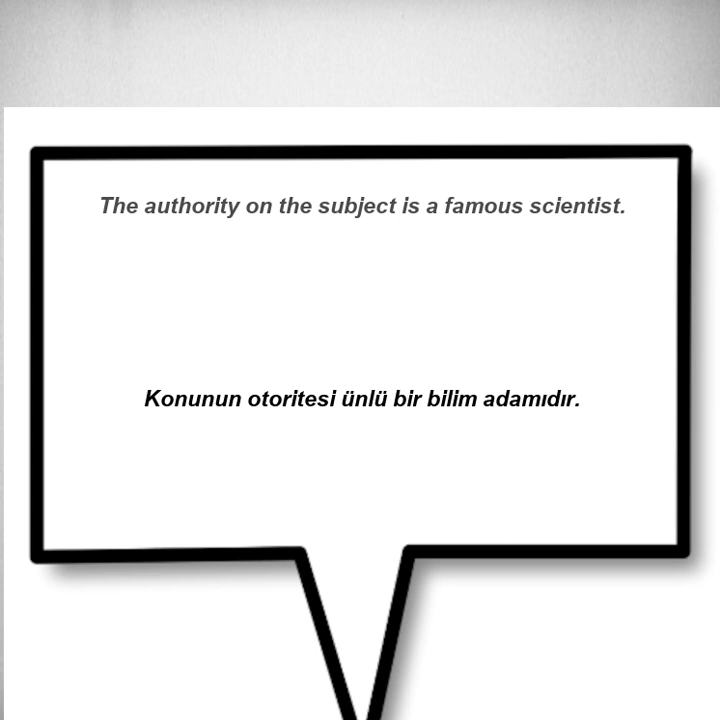 The authority on the subject is a famous scientist.
Konunun otoritesi ünlü bir bilim adamıdır.